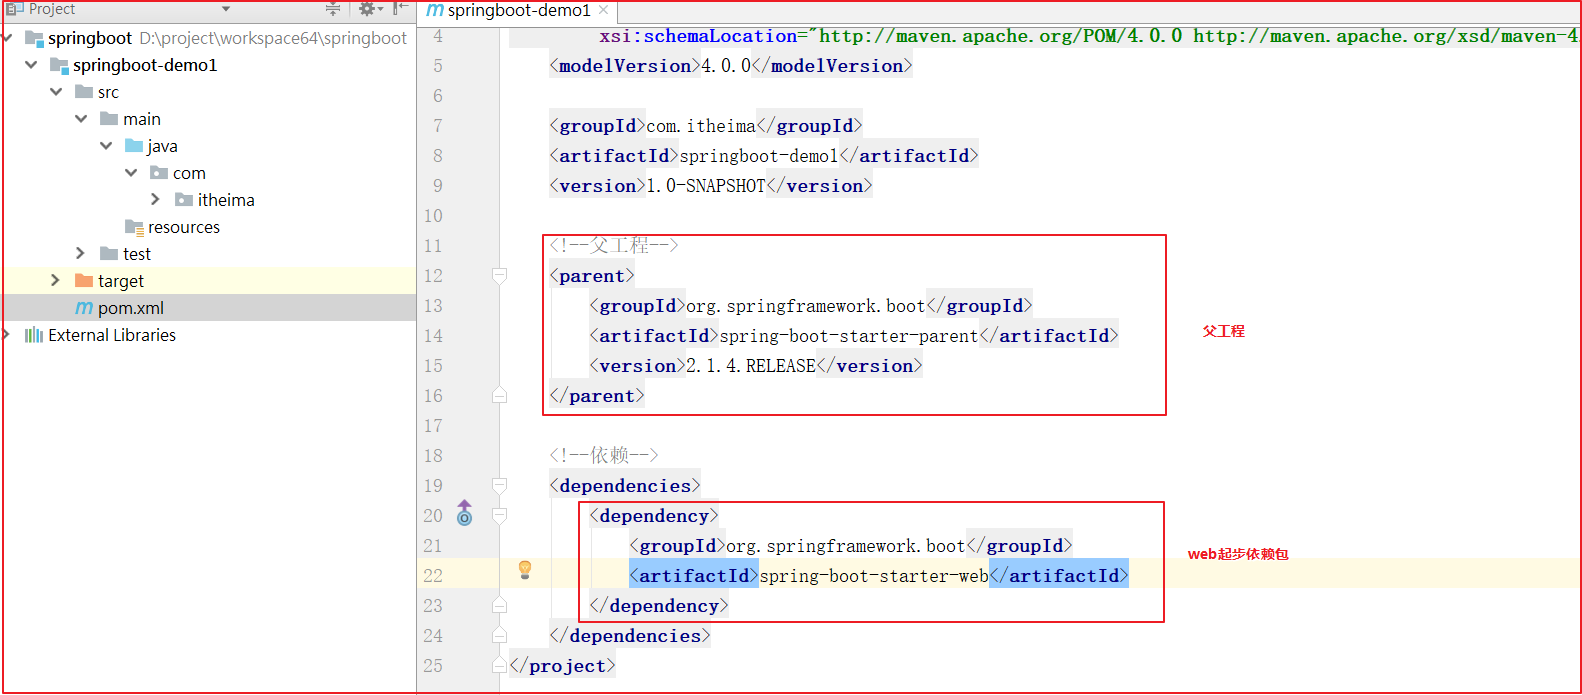 Project
springboot D:\project\workspace64\springboot
springboot-demo1
src
main
java
com
itheima
resources
test
target
pom.xml
External Libraries
springboot-demo1
4 xsi:schemaLocation="http://maven.apache.org/POM/4.0.0 http://maven.apache.org/xsd/maven-4
5 <modelVersion>4.0.0</modelVersion>
6
7 <groupId>com.itheima</groupId>
8 <artifactId>springboot-demo1</artifactId>
9 <version>1.0-SNAPSHOT</version>
10
11 <!--父工程-->
12 <parent>
13 <groupId>org.springframework.boot</groupId>
14 <artifactId>spring-boot-starter-parent</artifactId>
15 <version>2.1.4.RELEASE</version>
16 </parent>
17
18 <!--依赖-->
19 <dependencies>
20 <dependency>
21 <groupId>org.springframework.boot</groupId>
22 <artifactId>spring-boot-starter-web</artifactId>
23 </dependency>
24 </dependencies>
25 </project>
父工程
web起步依赖包